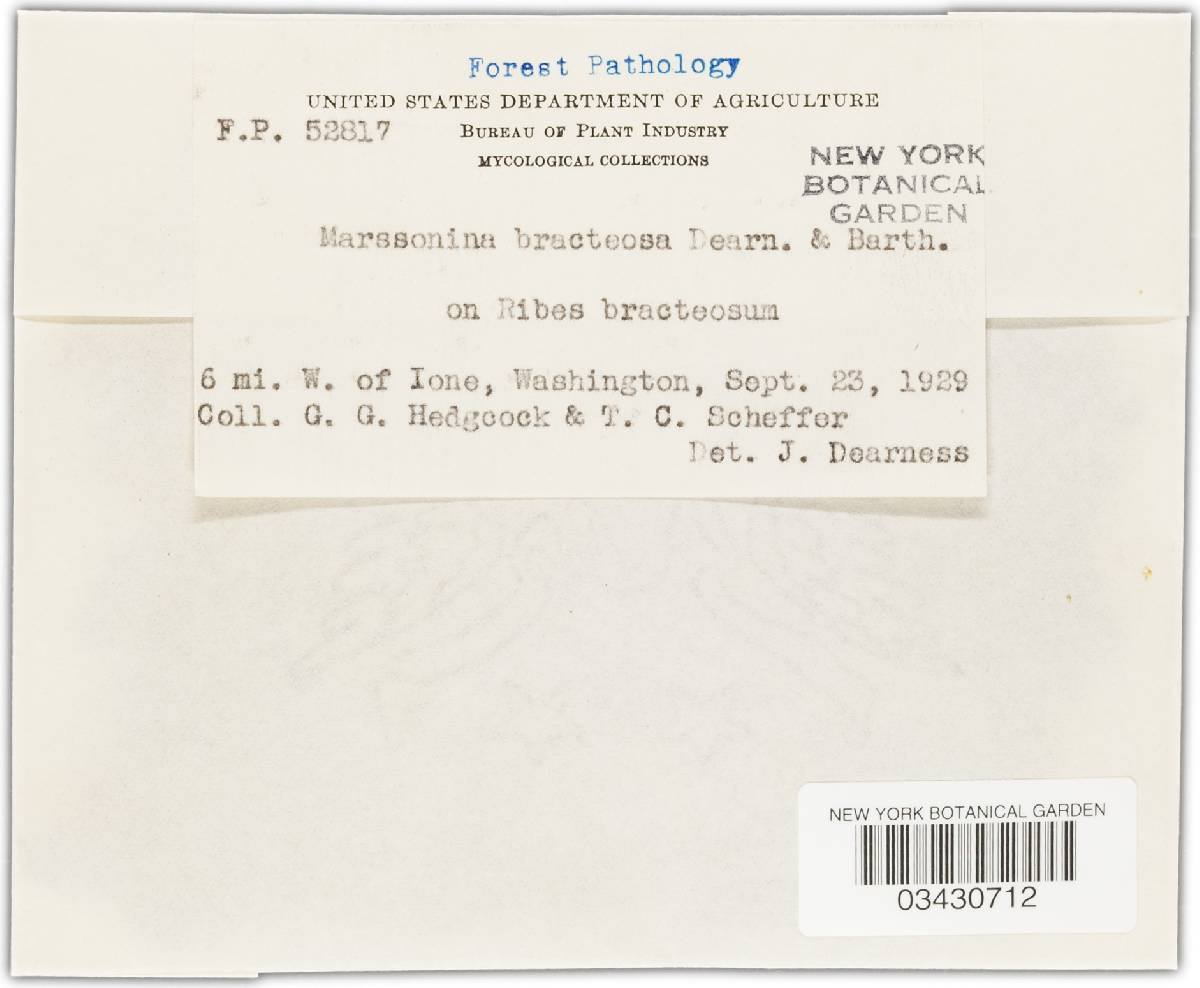 Forest Pathology
UNITED STATES DEPARTMENT OF AGRICULTURE
F.P. 52817
BUREAU OF PLANT INDUSTRY
MYCOLOGICAL COLLECTIONS
NEW YORK
BOTANICAL
GARDEN
Marssonina bracteosa Dearn. & Barth.
on Ribes bracteosum
6 mi. W. of Ione, Washington, Sept. 23, 1929
Coll. G. G. Hedgcock & T. C. Scheffer
Det. J. Dearness
NEW YORK BOTANICAL GARDEN
03430712